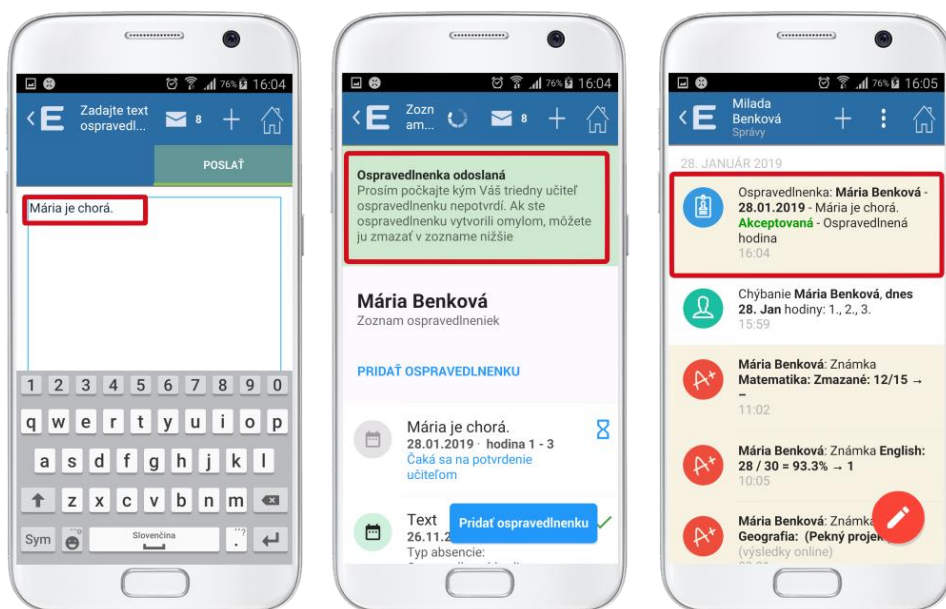 76% 16:04
E Zadajte text
ospravedl...
8
POSLAŤ
Mária je chorá.
1 2 3 4 5 6 7 8 9 0
q w e r t y u i o p
a s d f g h j k l
z x c v b n m
Sym Slovenčina . ,!?
76% 16:04
E Zozn
am...
8
Ospravedlnenka odoslaná
Prosím počkajte kým Váš triedny učiteľ
ospravedlnenku nepotvrdí. Ak ste
ospravedlnenku vytvorili omylom, môžete
ju zmazať v zozname nižšie
Mária Benková
Zoznam ospravedlneniek
PRIDAŤ OSPRAVEDLNENKU
Mária je chorá.
28.01.2019 · hodina 1 - 3
Čaká sa na potvrdenie
učiteľom
Text
26.11.2
Typ absencie:
Pridať ospravedlnenku
76% 16:05
E Milada
Benková
Správy
28. JANUÁR 2019
Ospravedlnenka: Mária Benková -
28.01.2019 - Mária je chorá.
Akceptovaná - Ospravedlnená
hodina
16:04
Chýbanie Mária Benková, dnes
28. Jan hodiny: 1., 2., 3.
15:59
Mária Benková: Známka
Matematika: Zmazané: 12/15 →
–
11:02
A+
Mária Benková: Známka English:
28 / 30 = 93.3% → 1
10:05
A+
Mária Benková: Známka
Geografia: (Pekný projek
(výsledky online)
A+